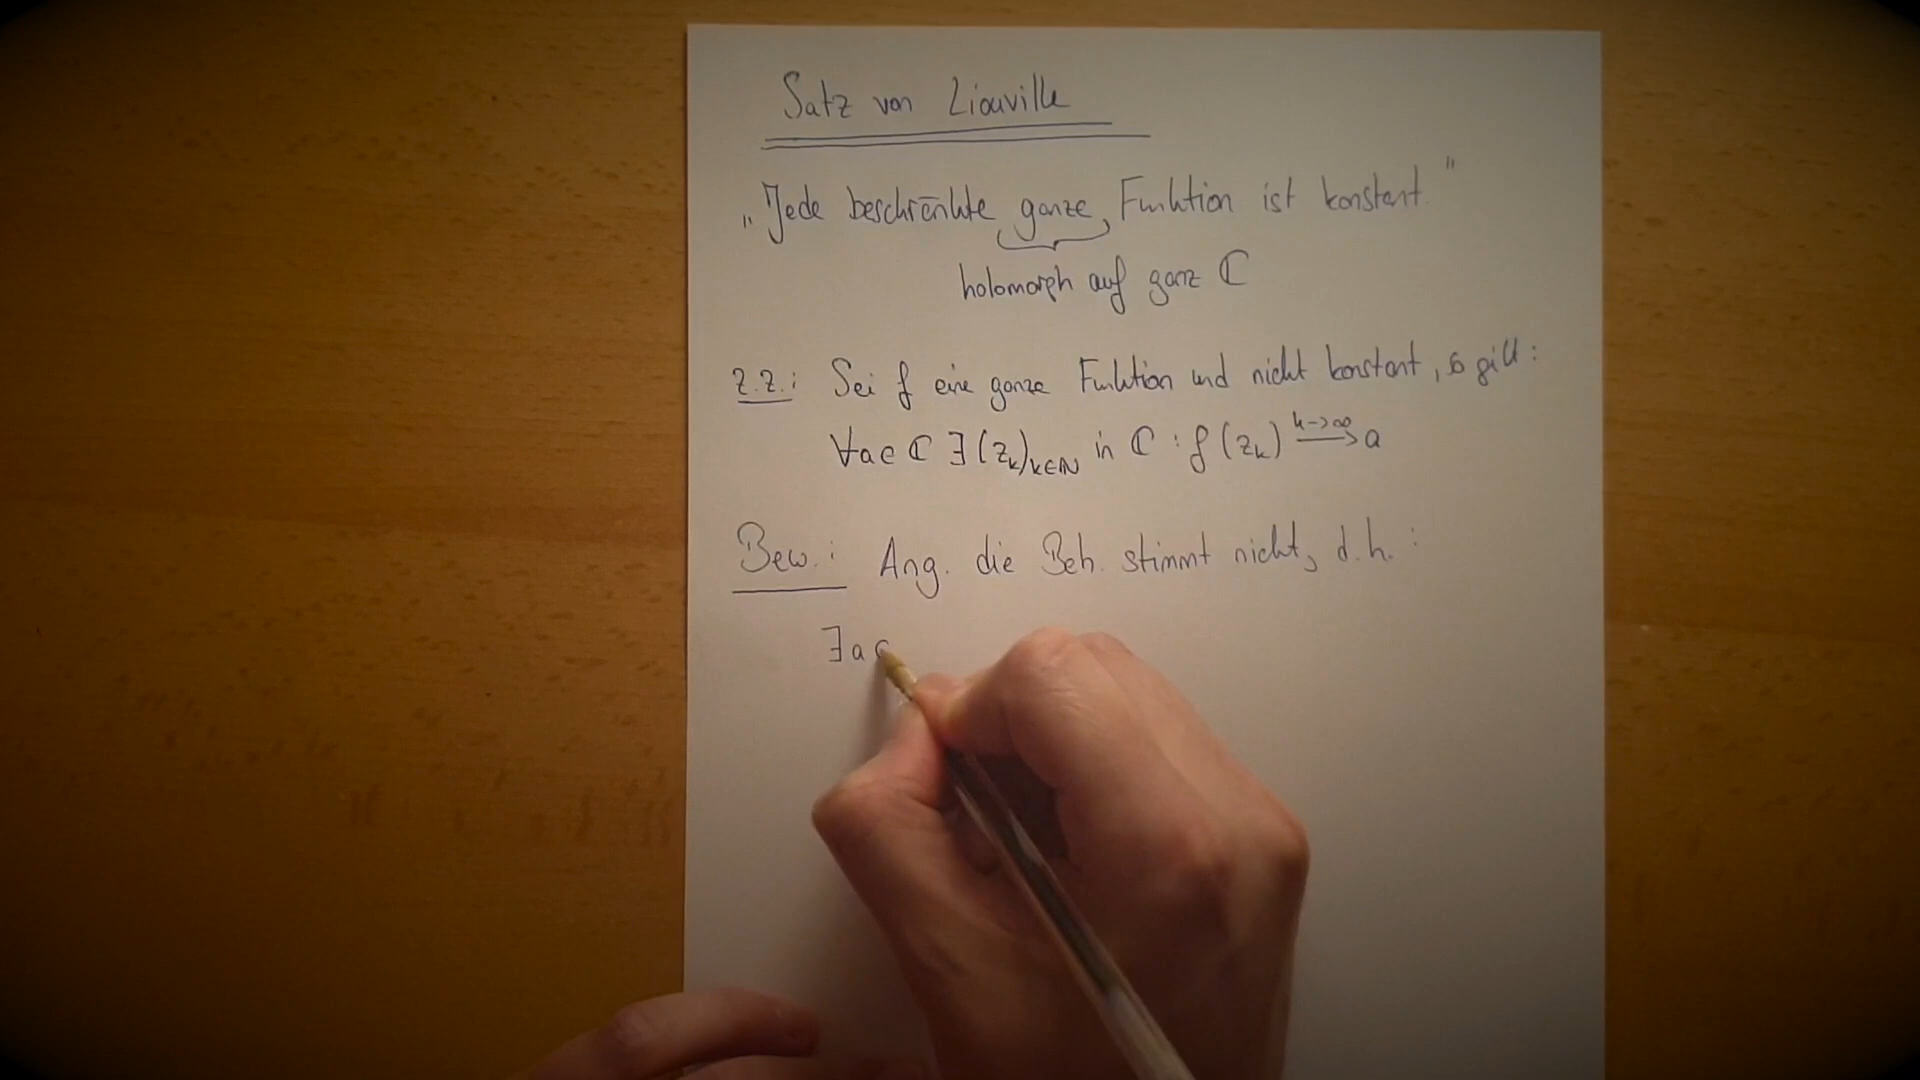 Satz von Liouville
„Jede beschränkte ganze Funktion ist konstant"
holomorph auf ganz ℂ
Z.Z.: Sei f eine ganze Funktion und nicht konstant, so gilt:
∀a∈ℂ ∃(z_k)_{k∈ℕ} in ℂ : f(z_k) \xrightarrow{k→∞} a
Bew.: Ang. die Beh. stimmt nicht, d.h.:
∃a